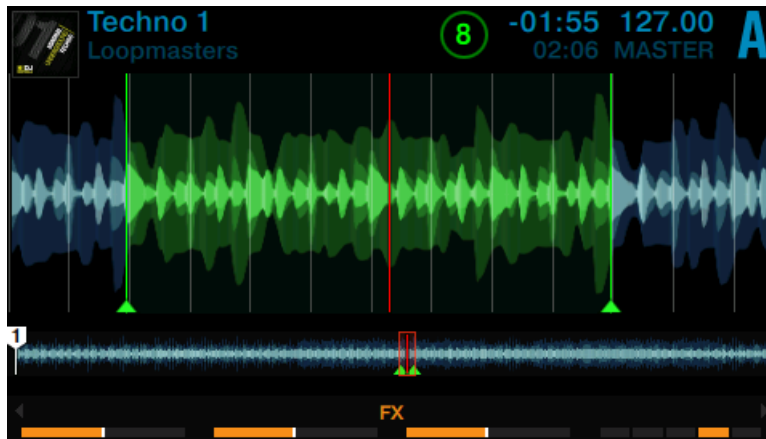 Techno 1
Loopmasters
8
-01:55 127.00
02:06 MASTER
A
1
FX